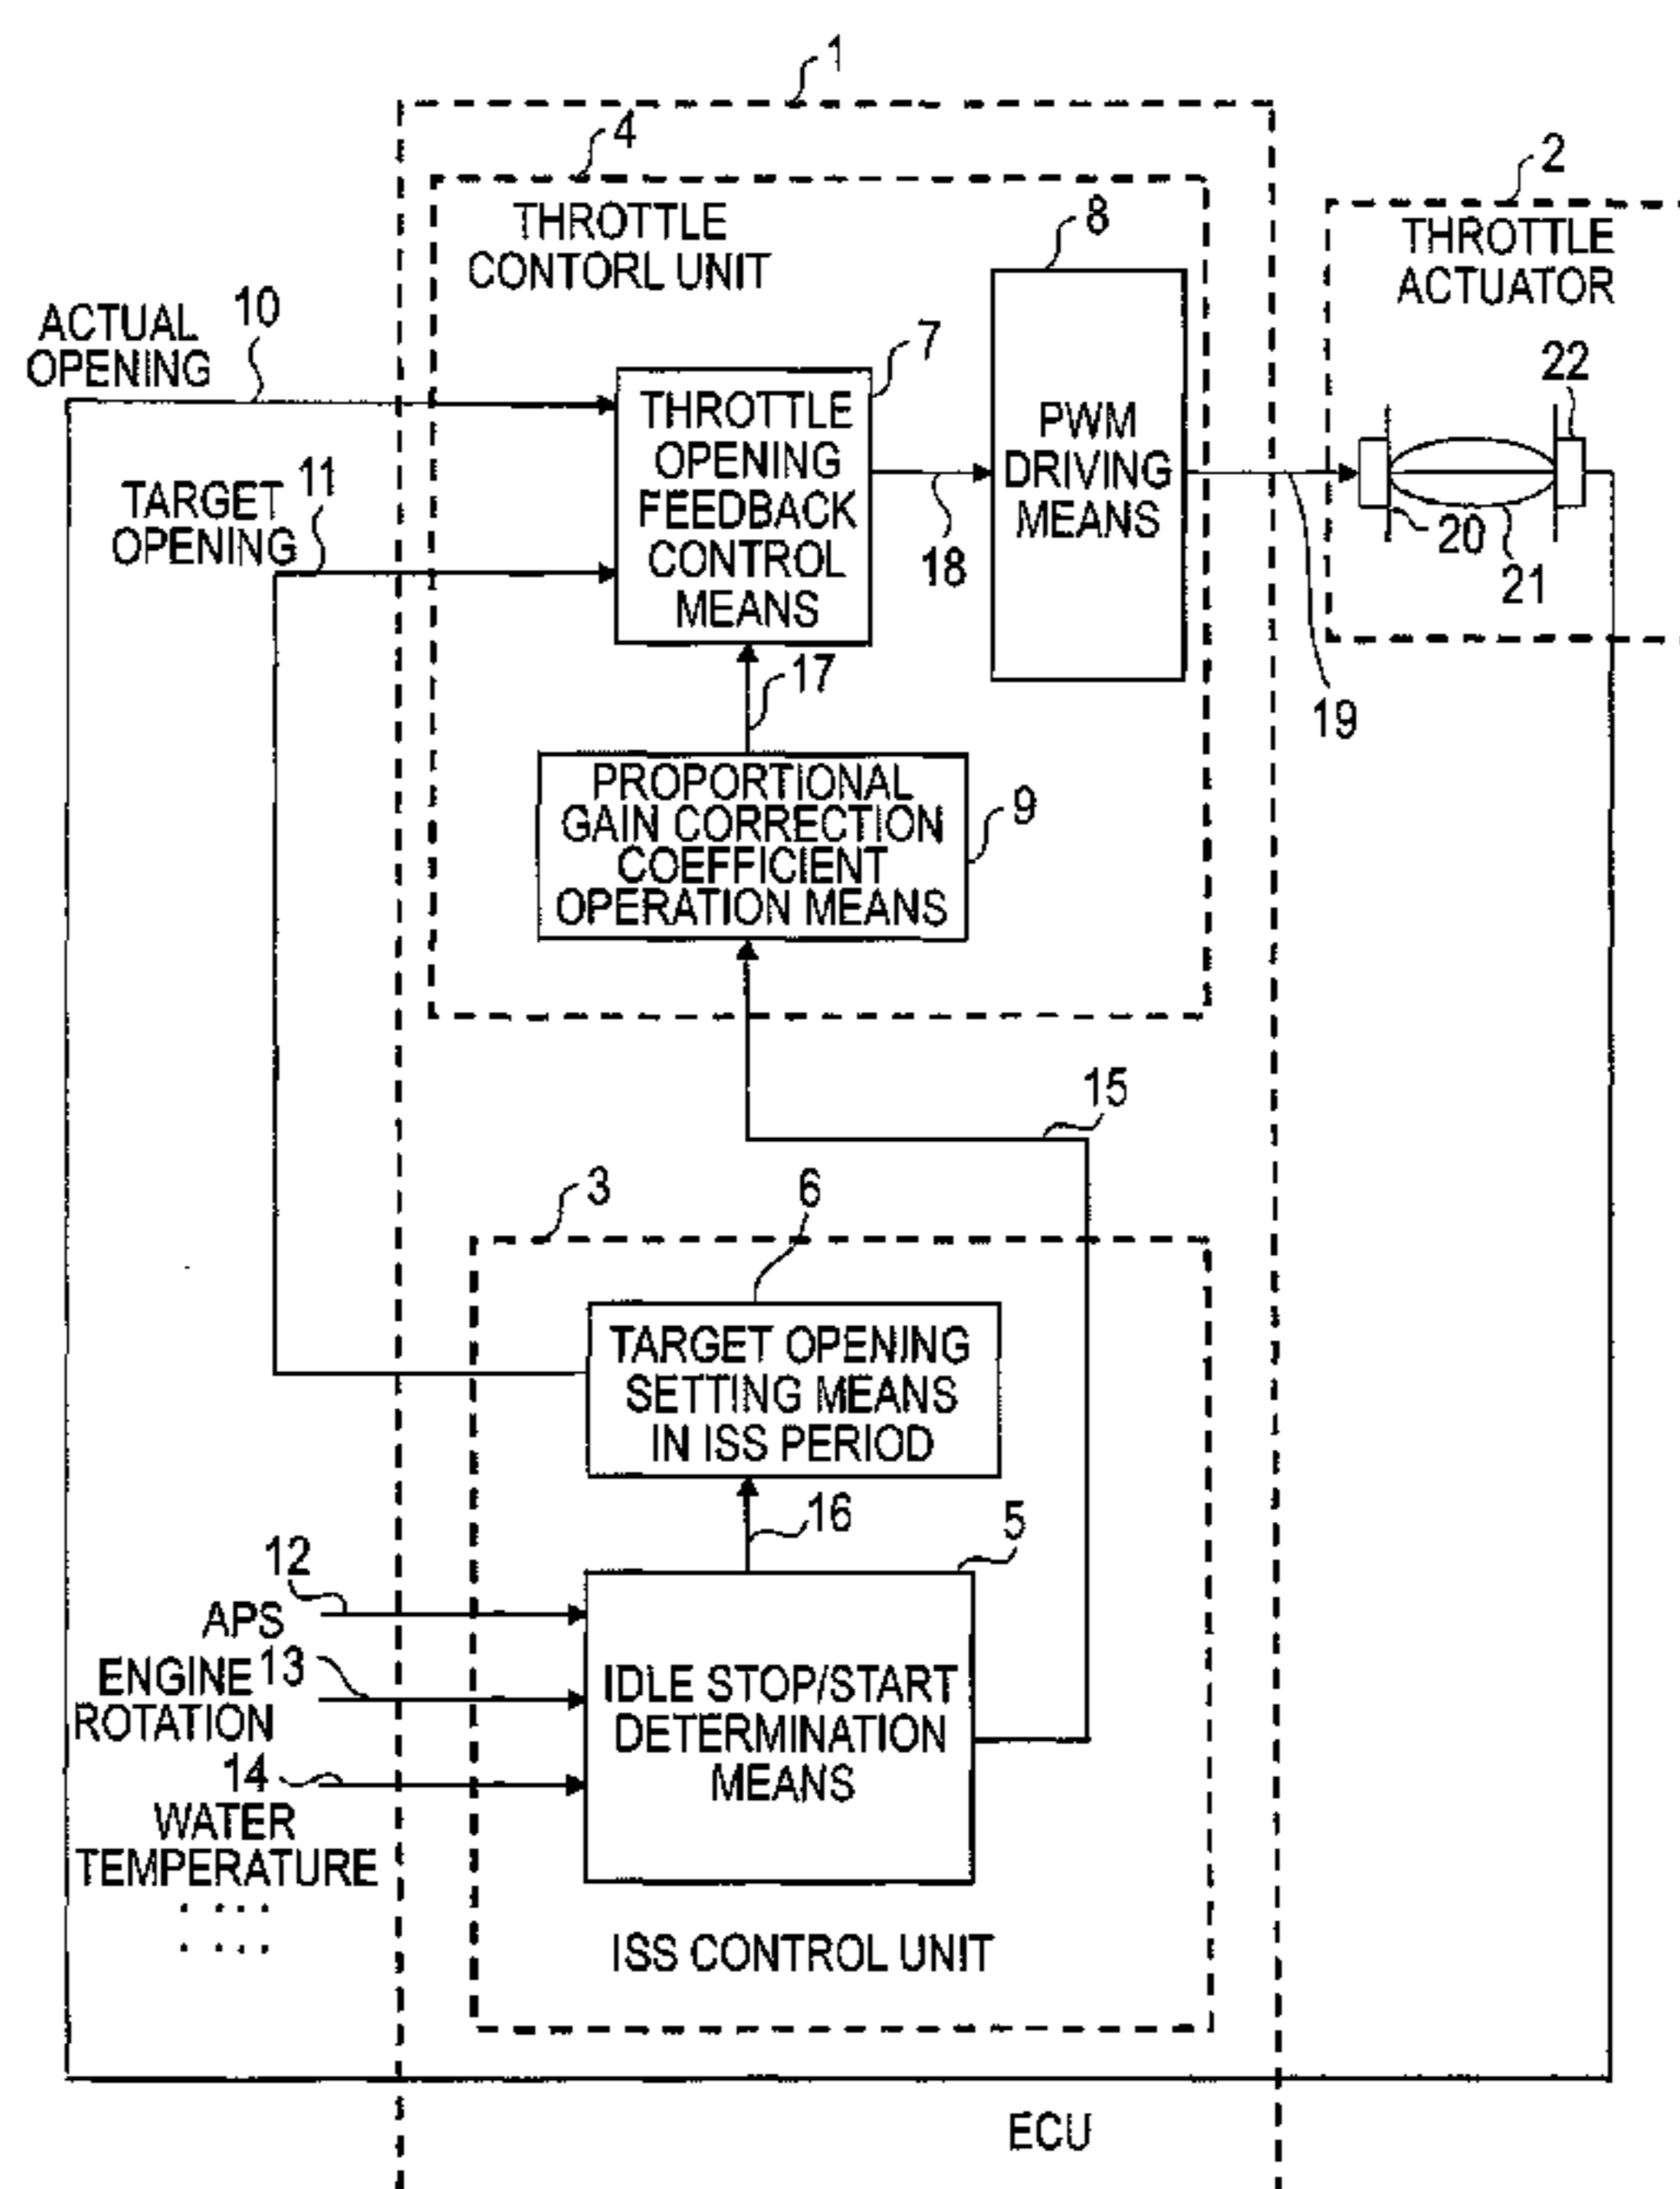 1
4
2
THROTTLE
CONTORL UNIT
8
THROTTLE
ACTUATOR
ACTUAL
OPENING
10
7
22
THROTTLE
OPENING
FEEDBACK
CONTROL
MEANS
PWM
DRIVING
MEANS
TARGET
OPENING
11
18
20
21
17
19
PROPORTIONAL
GAIN CORRECTION
COEFFICIENT
OPERATION MEANS
9
15
3
6
TARGET OPENING
SETTING MEANS
IN ISS PERIOD
16
5
12
APS
ENGINE
ROTATION
13
IDLE STOP/START
DETERMINATION
MEANS
14
WATER
TEMPERATURE
. . . .
. . . .
ISS CONTROL UNIT
ECU